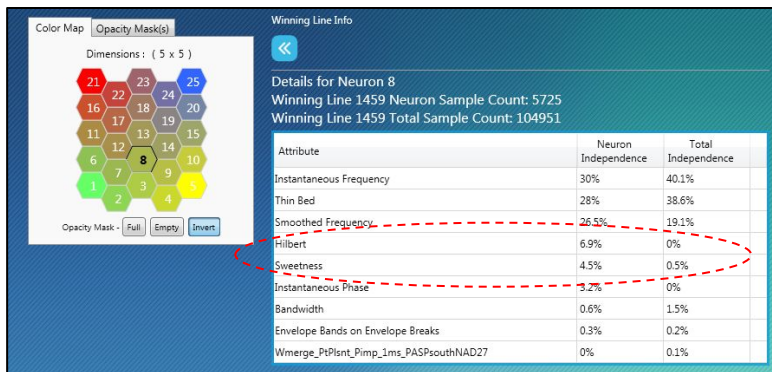 Color Map Opacity Mask(s)
Dimensions : ( 5 x 5 )
21 23 25
22 24
16 18 20
17 19
11 13 15
12 14
6 8 10
7 9
1 3 5
2 4
Opacity Mask - Full Empty Invert
Winning Line Info
Details for Neuron 8
Winning Line 1459 Neuron Sample Count: 5725
Winning Line 1459 Total Sample Count: 104951
Attribute Neuron Independence Total Independence
Instantaneous Frequency 30% 40.1%
Thin Bed 28% 38.6%
Smoothed Frequency 26.5% 19.1%
Hilbert 6.9% 0%
Sweetness 4.5% 0.5%
Instantaneous Phase 3.2% 0%
Bandwidth 0.6% 1.5%
Envelope Bands on Envelope Breaks 0.3% 0.2%
Wmerge_PtPlsnt_Pimp_1ms_PASPsouthNAD27 0% 0.1%